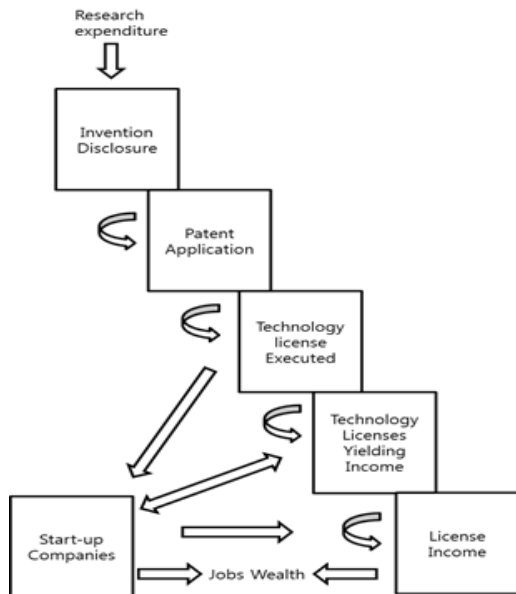 Research
expenditure
Invention
Disclosure
Patent
Application
Technology
license
Executed
Technology
Licenses
Yielding
Income
Start-up
Companies
License
Income
Jobs Wealth